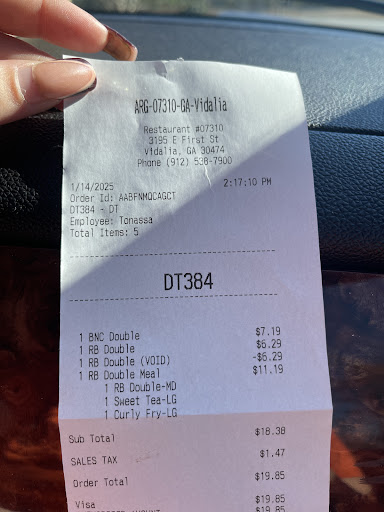 ARG-07310-GA-Vidalia
Restaurant #07310
3195 E First St
Vidalia, GA 30474
Phone (912) 538-7900
1/14/2025 2:17:10 PM
Order Id: AABFNMQCAGCT
DT384 - DT
Employee: Tonassa
Total Items: 5
DT384
1 BNC Double $7.19
1 RB Double $6.29
1 RB Double (VOID) -$6.29
1 RB Double Meal $11.19
1 RB Double-MD
1 Sweet Tea-LG
1 Curly Fry-LG
Sub Total $18.38
SALES TAX $1.47
Order Total $19.85
Visa $19.85
AMOUNT $19.85